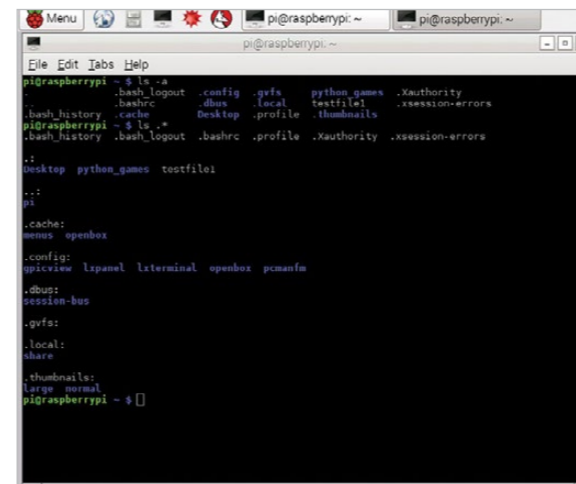 Menu pi@raspberrypi: ~ pi@raspberrypi: ~
pi@raspberrypi: ~
File Edit Tabs Help
pi@raspberrypi ~ $ ls -a
. .bash_logout .config .gvfs python_games .Xauthority
.. .bashrc .dbus .local testfile1 .xsession-errors
.bash_history .cache Desktop .profile .thumbnails
pi@raspberrypi ~ $ ls .*
.bash_history .bash_logout .bashrc .profile .Xauthority .xsession-errors
.:
Desktop python_games testfile1
..:
pi
.cache:
menus openbox
.config:
gpicview lxpanel lxterminal openbox pcmanfm
.dbus:
session-bus
.gvfs:
.local:
share
.thumbnails:
large normal
pi@raspberrypi ~ $